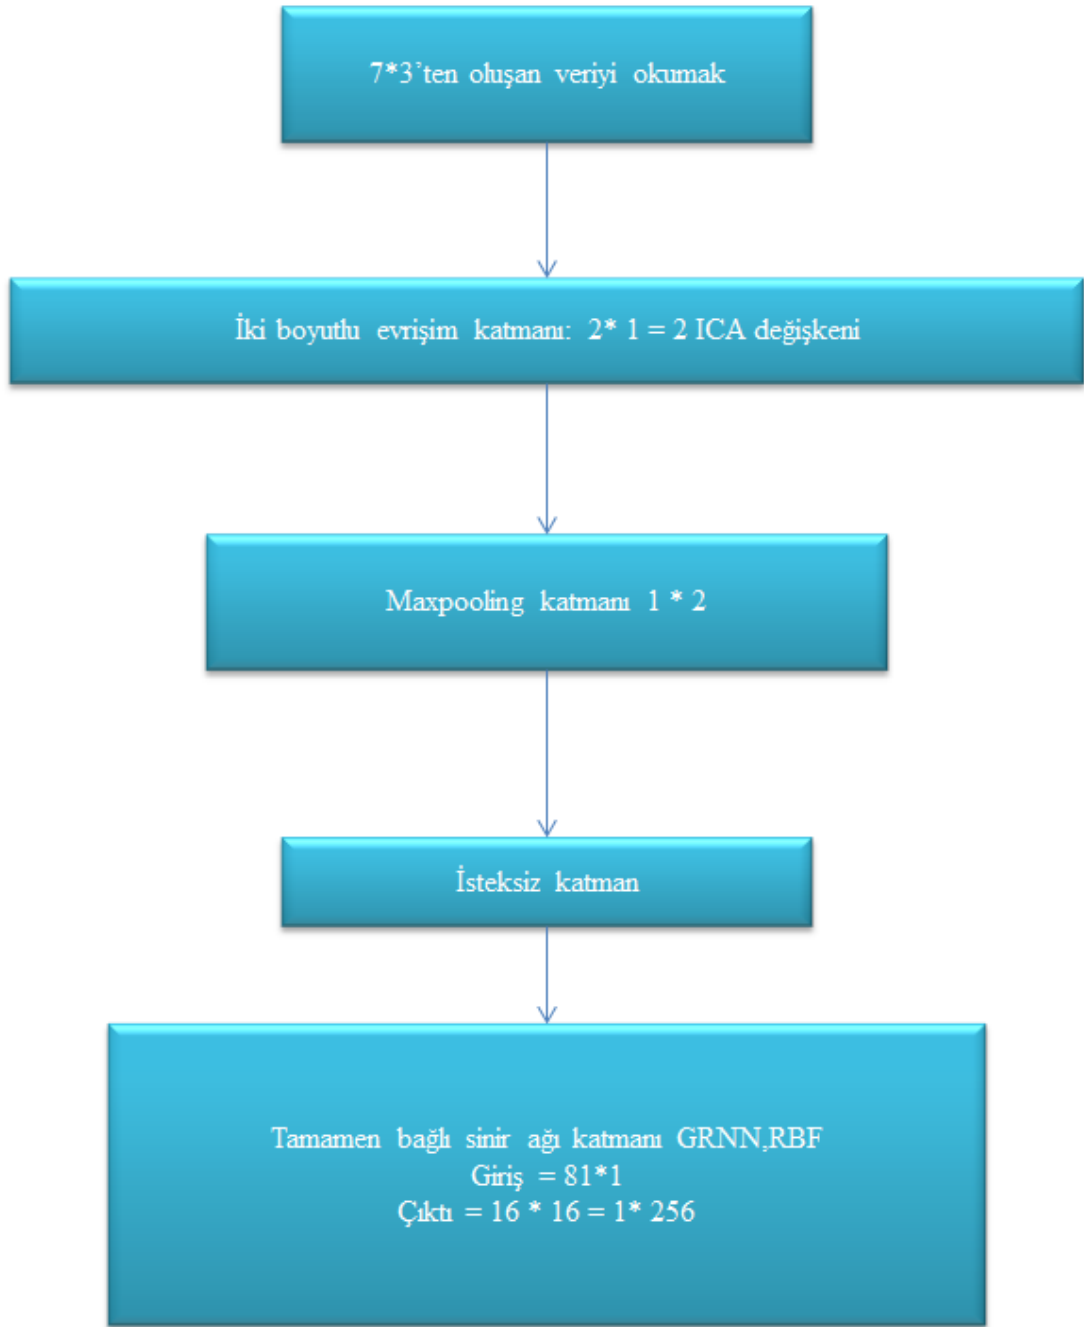 7*3’ten oluşan veriyi okumak
İki boyutlu evrişim katmanı: 2* 1 = 2 ICA değişkeni
Maxpooling katmanı 1 * 2
İsteksiz katman
Tamamen bağlı sinir ağı katmanı GRNN,RBF
Giriş = 81*1
Çıktı = 16 * 16 = 1* 256